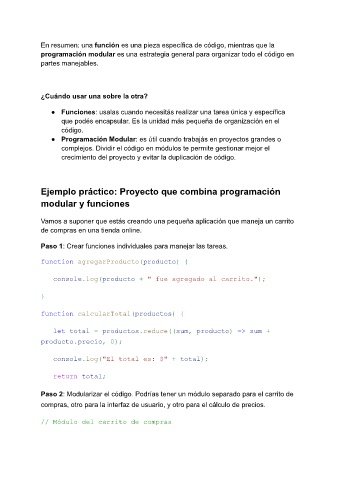 En resumen: una función es una pieza específica de código, mientras que la
programación modular es una estrategia general para organizar todo el código en
partes manejables.
¿Cuándo usar una sobre la otra?
● Funciones: usalas cuando necesitás realizar una tarea única y específica
que podés encapsular. Es la unidad más pequeña de organización en el
código.
● Programación Modular: es útil cuando trabajás en proyectos grandes o
complejos. Dividir el código en módulos te permite gestionar mejor el
crecimiento del proyecto y evitar la duplicación de código.
Ejemplo práctico: Proyecto que combina programación
modular y funciones
Vamos a suponer que estás creando una pequeña aplicación que maneja un carrito
de compras en una tienda online.
Paso 1: Crear funciones individuales para manejar las tareas.
function agregarProducto(producto) {
console.log(producto + " fue agregado al carrito.");
}
function calcularTotal(productos) {
let total = productos.reduce((sum, producto) => sum +
producto.precio, 0);
console.log("El total es: $" + total);
return total;
Paso 2: Modularizar el código. Podrías tener un módulo separado para el carrito de
compras, otro para la interfaz de usuario, y otro para el cálculo de precios.
// Módulo del carrito de compras